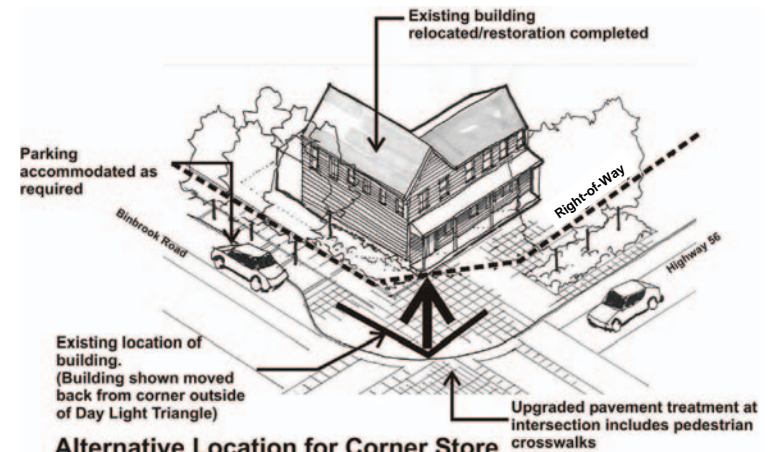 Existing building
relocated/restoration completed
Parking
accommodated as
required
Binbrook Road
Right-of-Way
Highway 56
Existing location of
building.
(Building shown moved
back from corner outside
of Day Light Triangle)
Upgraded pavement treatment at
intersection includes pedestrian
crosswalks
Alternative Location for Corner Store